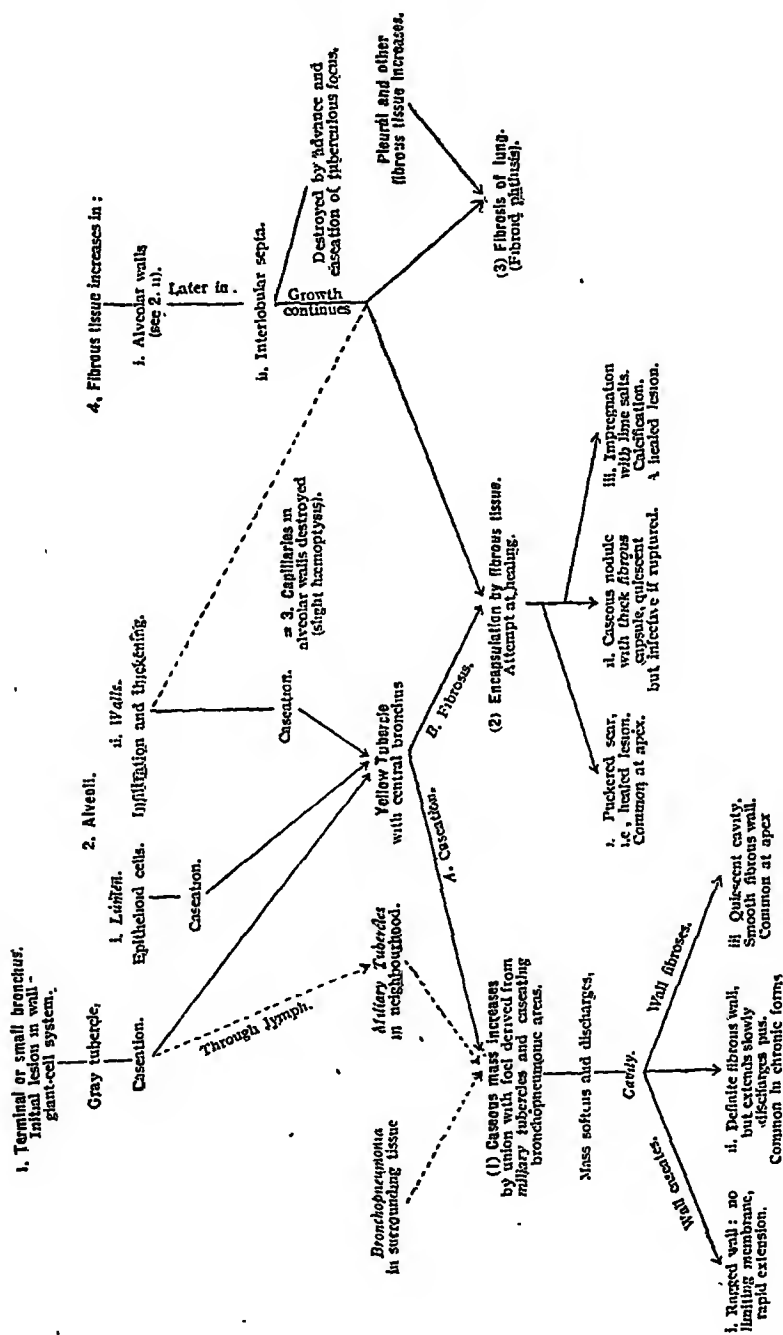 1. Terminal or small bronchus.
Initial lesion in wall -
giant-cell system.
Gray tubercle,
Caseation.
Through lymph.
2. Alveoli.
i. Lumen.
Epithelioid cells.
Caseation.
ii. Walls.
Infiltration and thickening.
Caseation.
= 3. Capillaries in
alveolar walls destroyed
(slight hæmoptysis).
4. Fibrous tissue increases in:
i. Alveolar walls
(see 2. ii).
Later in.
ii. Interlobular septa.
Growth
continues
Destroyed by advance and
caseation of tuberculous focus.
Pleural and other
fibrous tissue increases.
Bronchopneumonia
in surrounding tissue
Miliary Tubercles
in neighbourhood.
Yellow Tubercle
with central bronchus
A. Caseation.
B. Fibrosis.
(1) Caseous mass increases
by union with foci derived from
miliary tubercles and caseating
bronchopneumonic areas.
(2) Encapsulation by fibrous tissue.
Attempt at healing.
(3) Fibrosis of lung.
(Fibroid phthisis).
Mass softens and discharges,
Cavity.
Wall caseates.
Wall fibroses.
i. Ragged wall: no
limiting membrane,
rapid extension.
ii. Definite fibrous wall,
but extends slowly
discharges pus.
Common in chronic forms
iii Quiescent cavity.
Smooth fibrous wall.
Common at apex
i. Puckered scar,
i.e., healed lesion.
Common at apex.
ii. Caseous nodule
with thick fibrous
capsule, quiescent
but infective if ruptured.
iii. Impregnation
with lime salts.
Calcification.
A healed lesion.